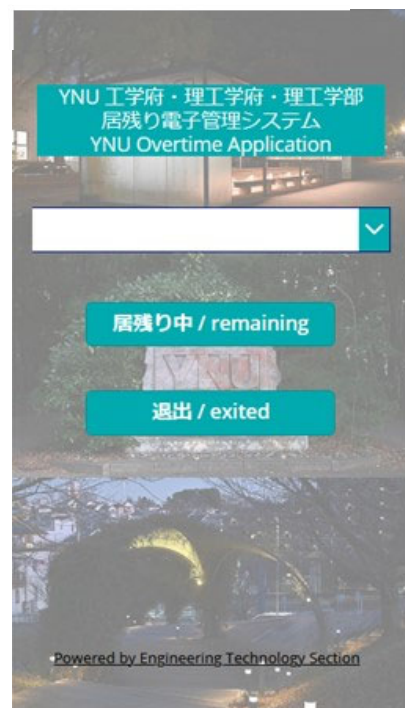 YNU 工学府・理工学府・理工学部
居残り電子管理システム
YNU Overtime Application
居残り中 / remaining
YNU
退出 / exited
Powered by Engineering Technology Section